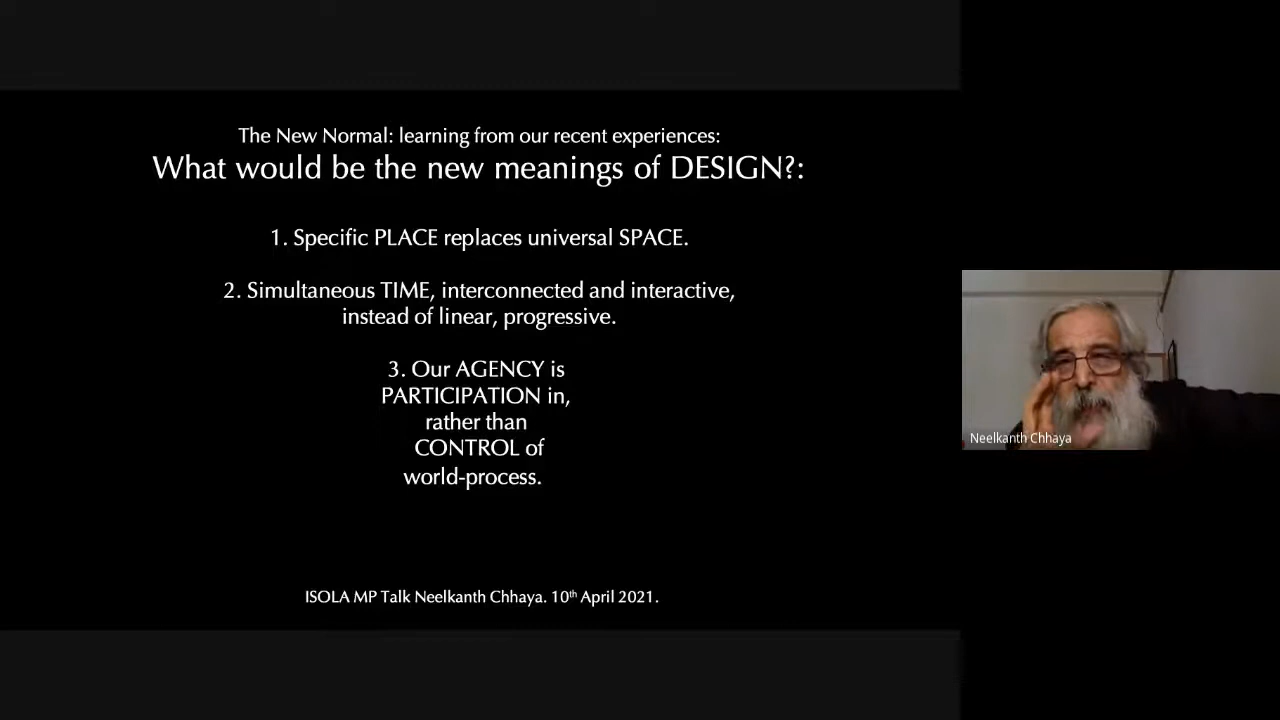 The New Normal: learning from our recent experiences:
What would be the new meanings of DESIGN?:
1. Specific PLACE replaces universal SPACE.
2. Simultaneous TIME, interconnected and interactive,
instead of linear, progressive.
3. Our AGENCY is
PARTICIPATION in,
rather than
CONTROL of
world-process.
ISOLA MP Talk Neelkanth Chhaya. 10th April 2021.
Neelkanth Chhaya